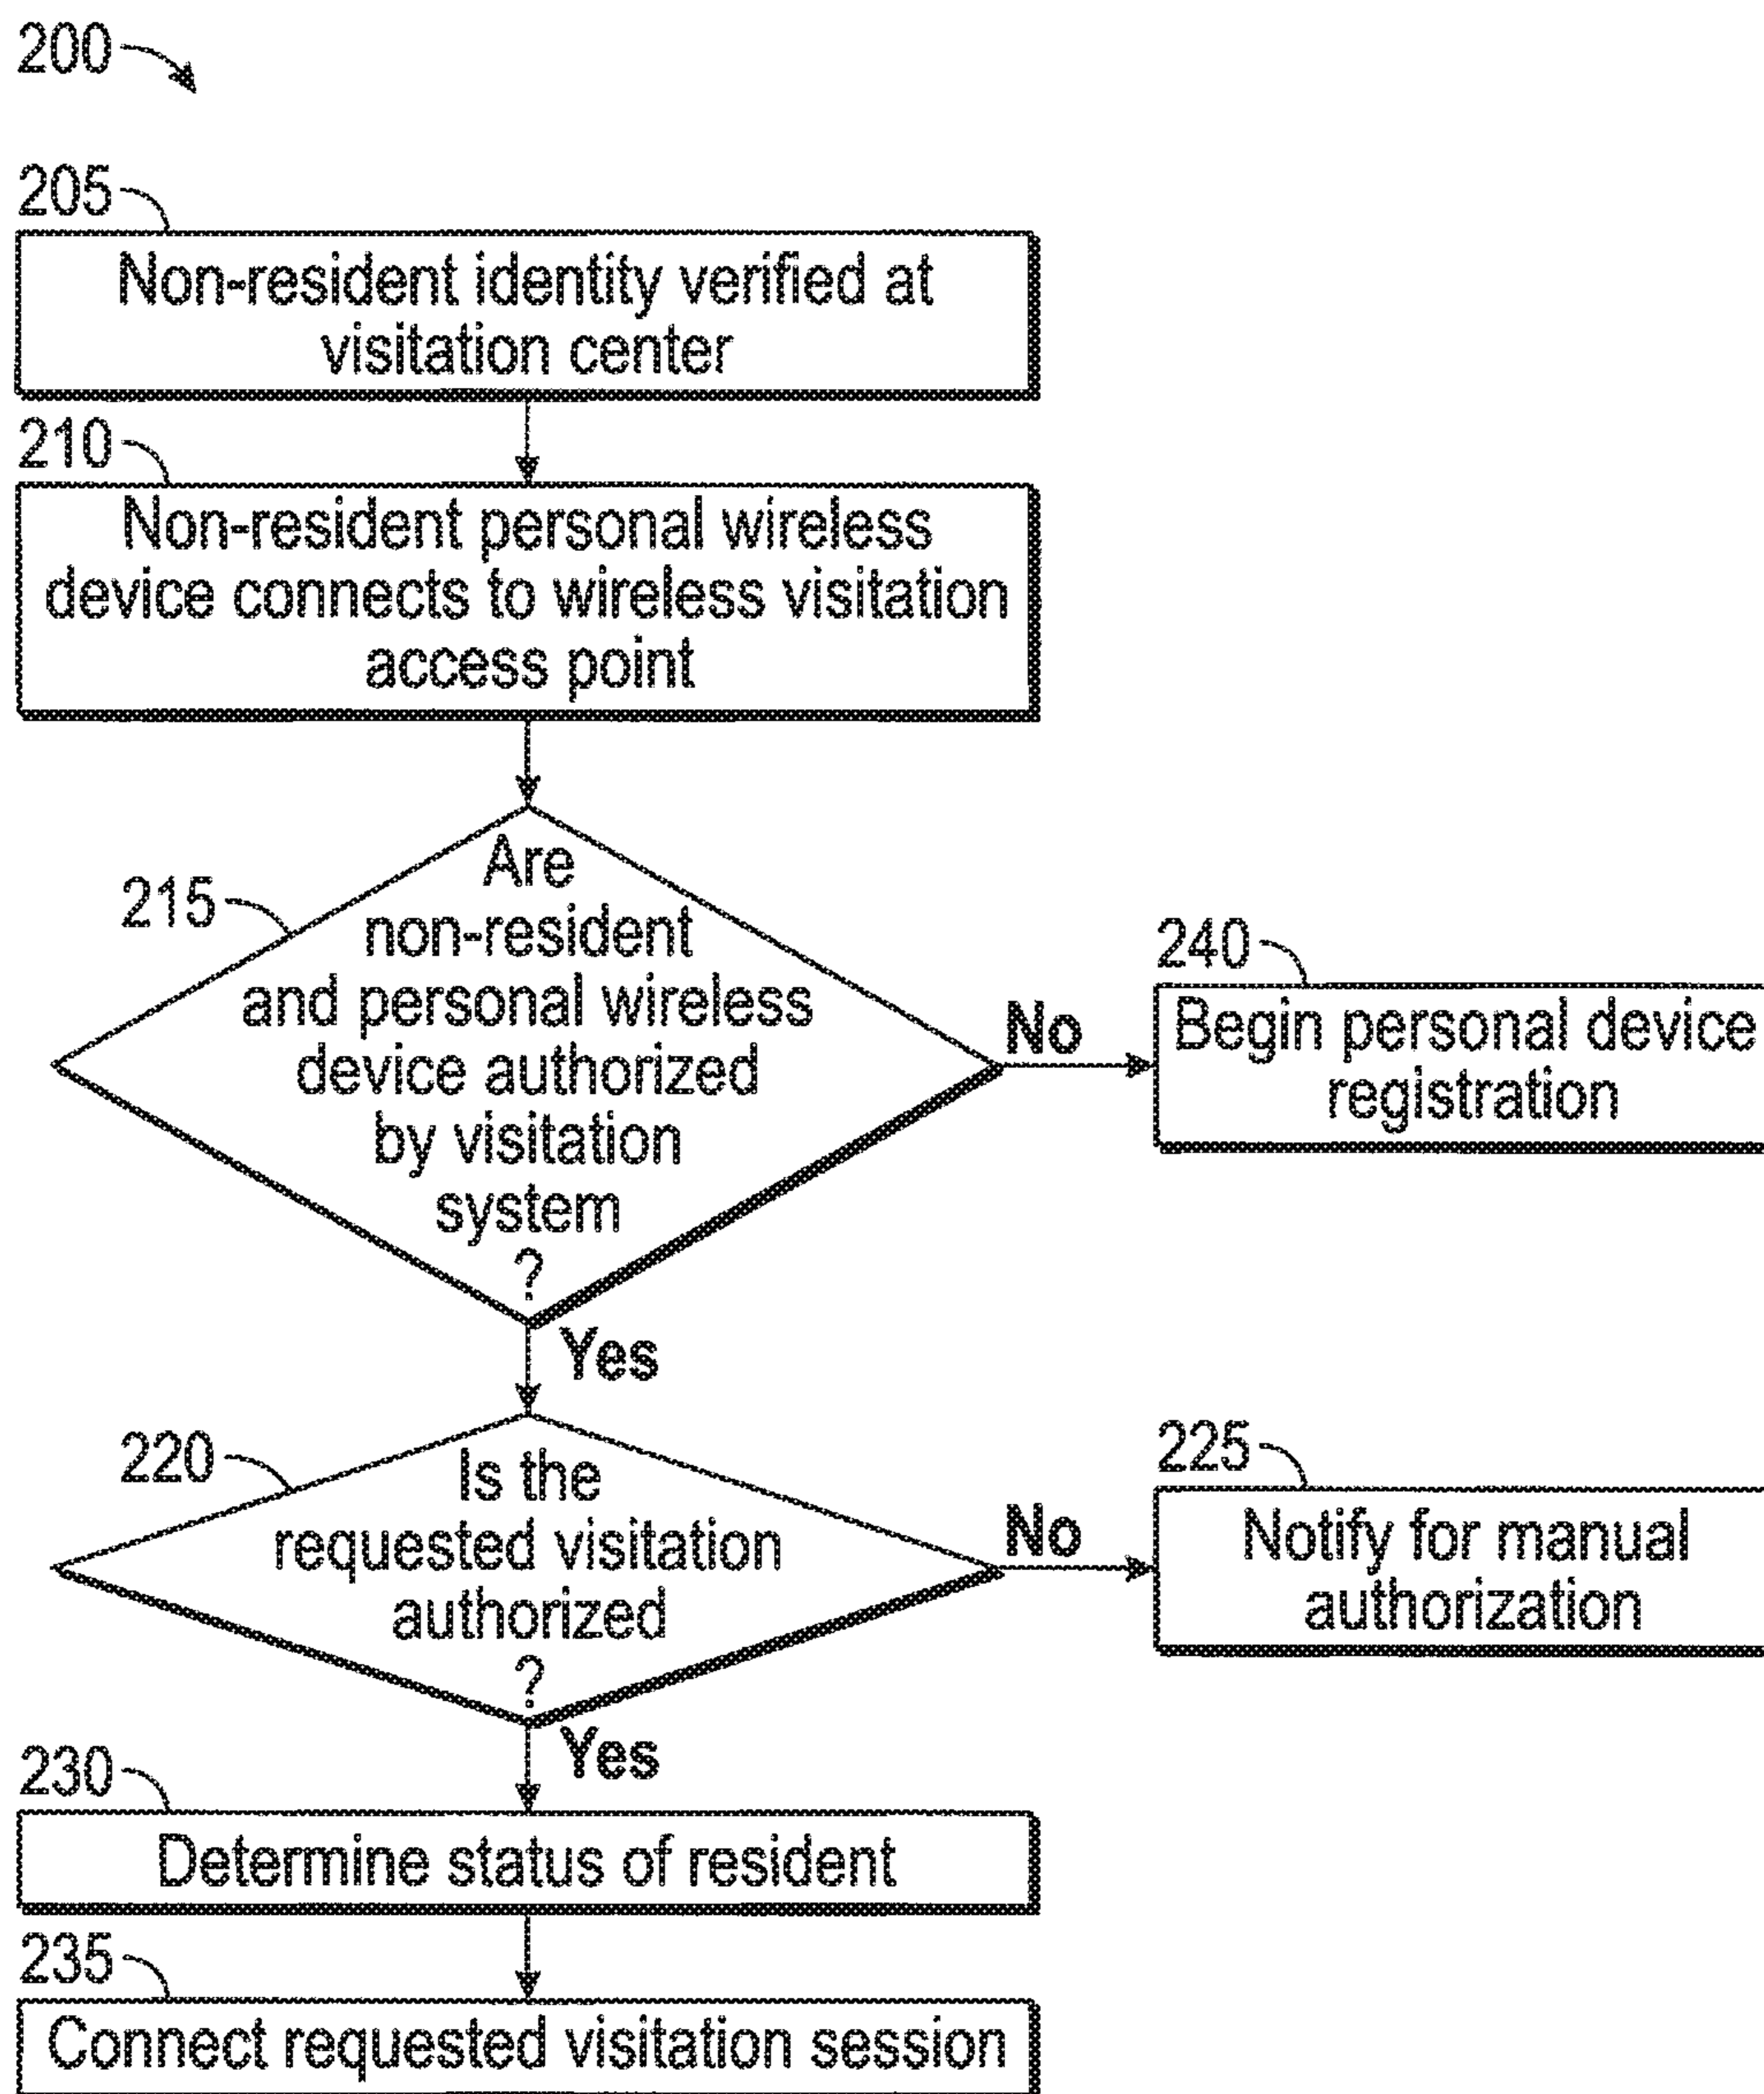 200
205
Non-resident identity verified at
visitation center
210
Non-resident personal wireless
device connects to wireless visitation
access point
215
Are
non-resident
and personal wireless
device authorized
by visitation
system
?
No
240
Begin personal device
registration
Yes
220
Is the
requested visitation
authorized
?
No
225
Notify for manual
authorization
Yes
230
Determine status of resident
235
Connect requested visitation session